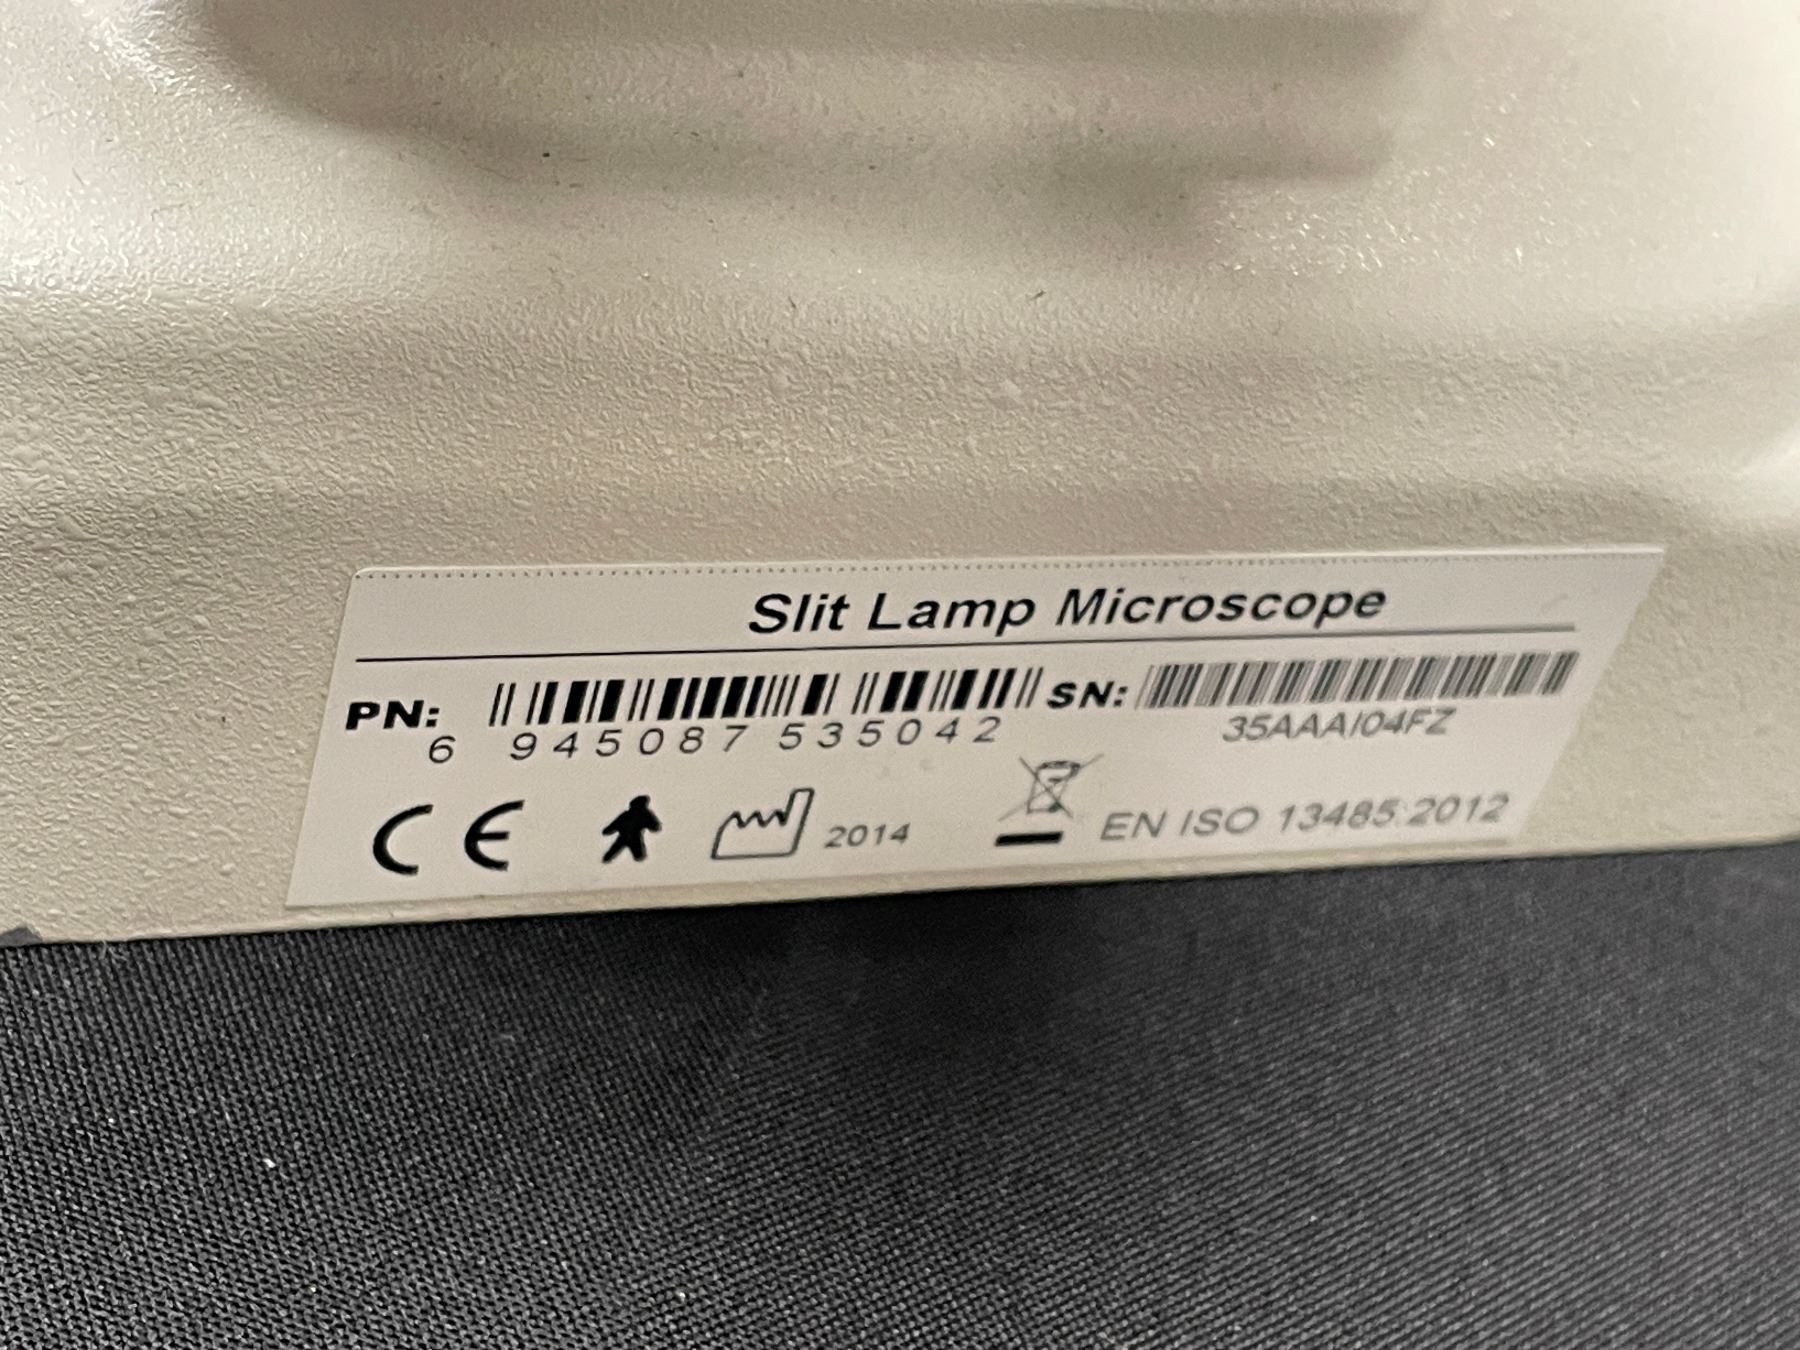 Slit Lamp Microscope
PN: 6 945087 535042 SN: 35AAAI04FZ
CE 2014 EN ISO 13485:2012